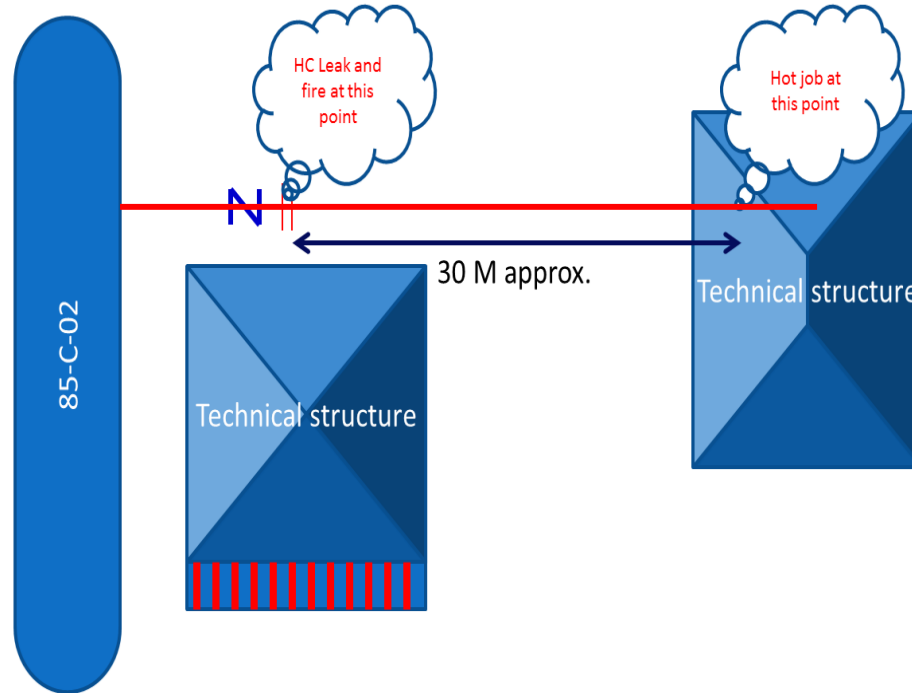 HC Leak and
fire at this
point
Hot job at
this point
30 M approx.
Technical structure
Technical structure
85-C-02